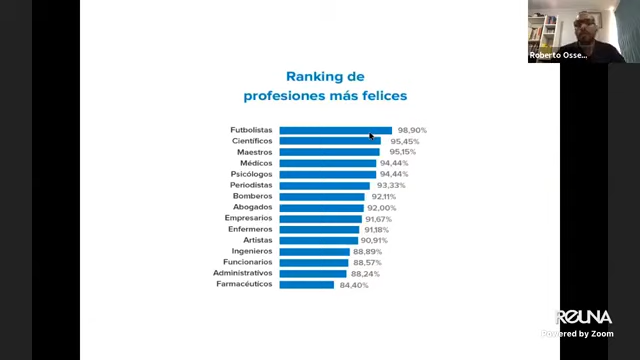 Roberto Osse...
Ranking de
profesiones más felices
Futbolistas 98,90%
Científicos 95,45%
Maestros 95,15%
Médicos 94,44%
Psicólogos 94,44%
Periodistas 93,33%
Bomberos 92,11%
Abogados 92,00%
Empresarios 91,67%
Enfermeros 91,18%
Artistas 90,91%
Ingenieros 88,89%
Funcionarios 88,57%
Administrativos 88,24%
Farmacéuticos 84,40%
REUNA
Powered by Zoom